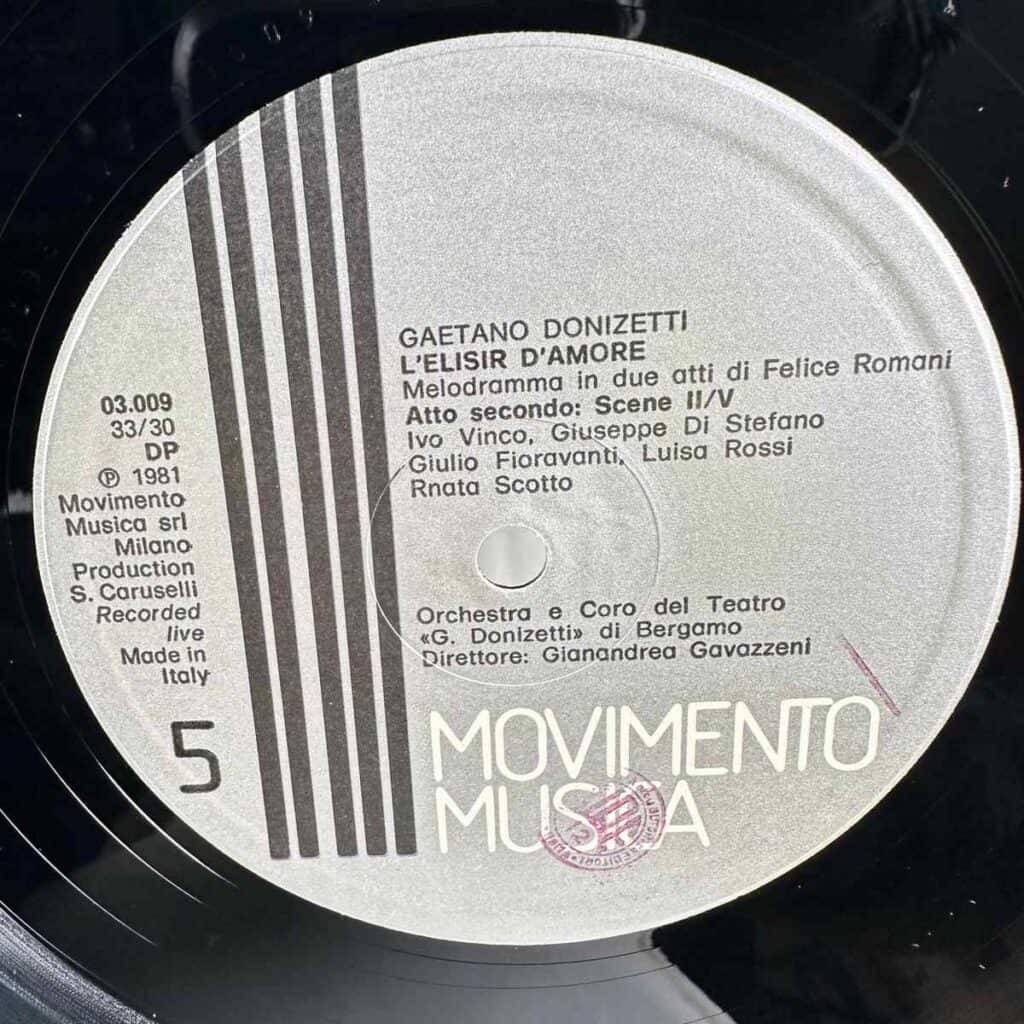 GAETANO DONIZETTI
L'ELISIR D'AMORE
Melodramma in due atti di Felice Romani
Atto secondo: Scene II/V
Ivo Vinco, Giuseppe Di Stefano
Giulio Fioravanti, Luisa Rossi
Rnata Scotto
03.009
33/30
DP
℗ 1981
Movimento
Musica srl
Milano
Production
S. Caruselli
Recorded
live
Made in
Italy
5
Orchestra e Coro del Teatro
«G. Donizetti» di Bergamo
Direttore: Gianandrea Gavazzeni
MOVIMENTO
MUSICA